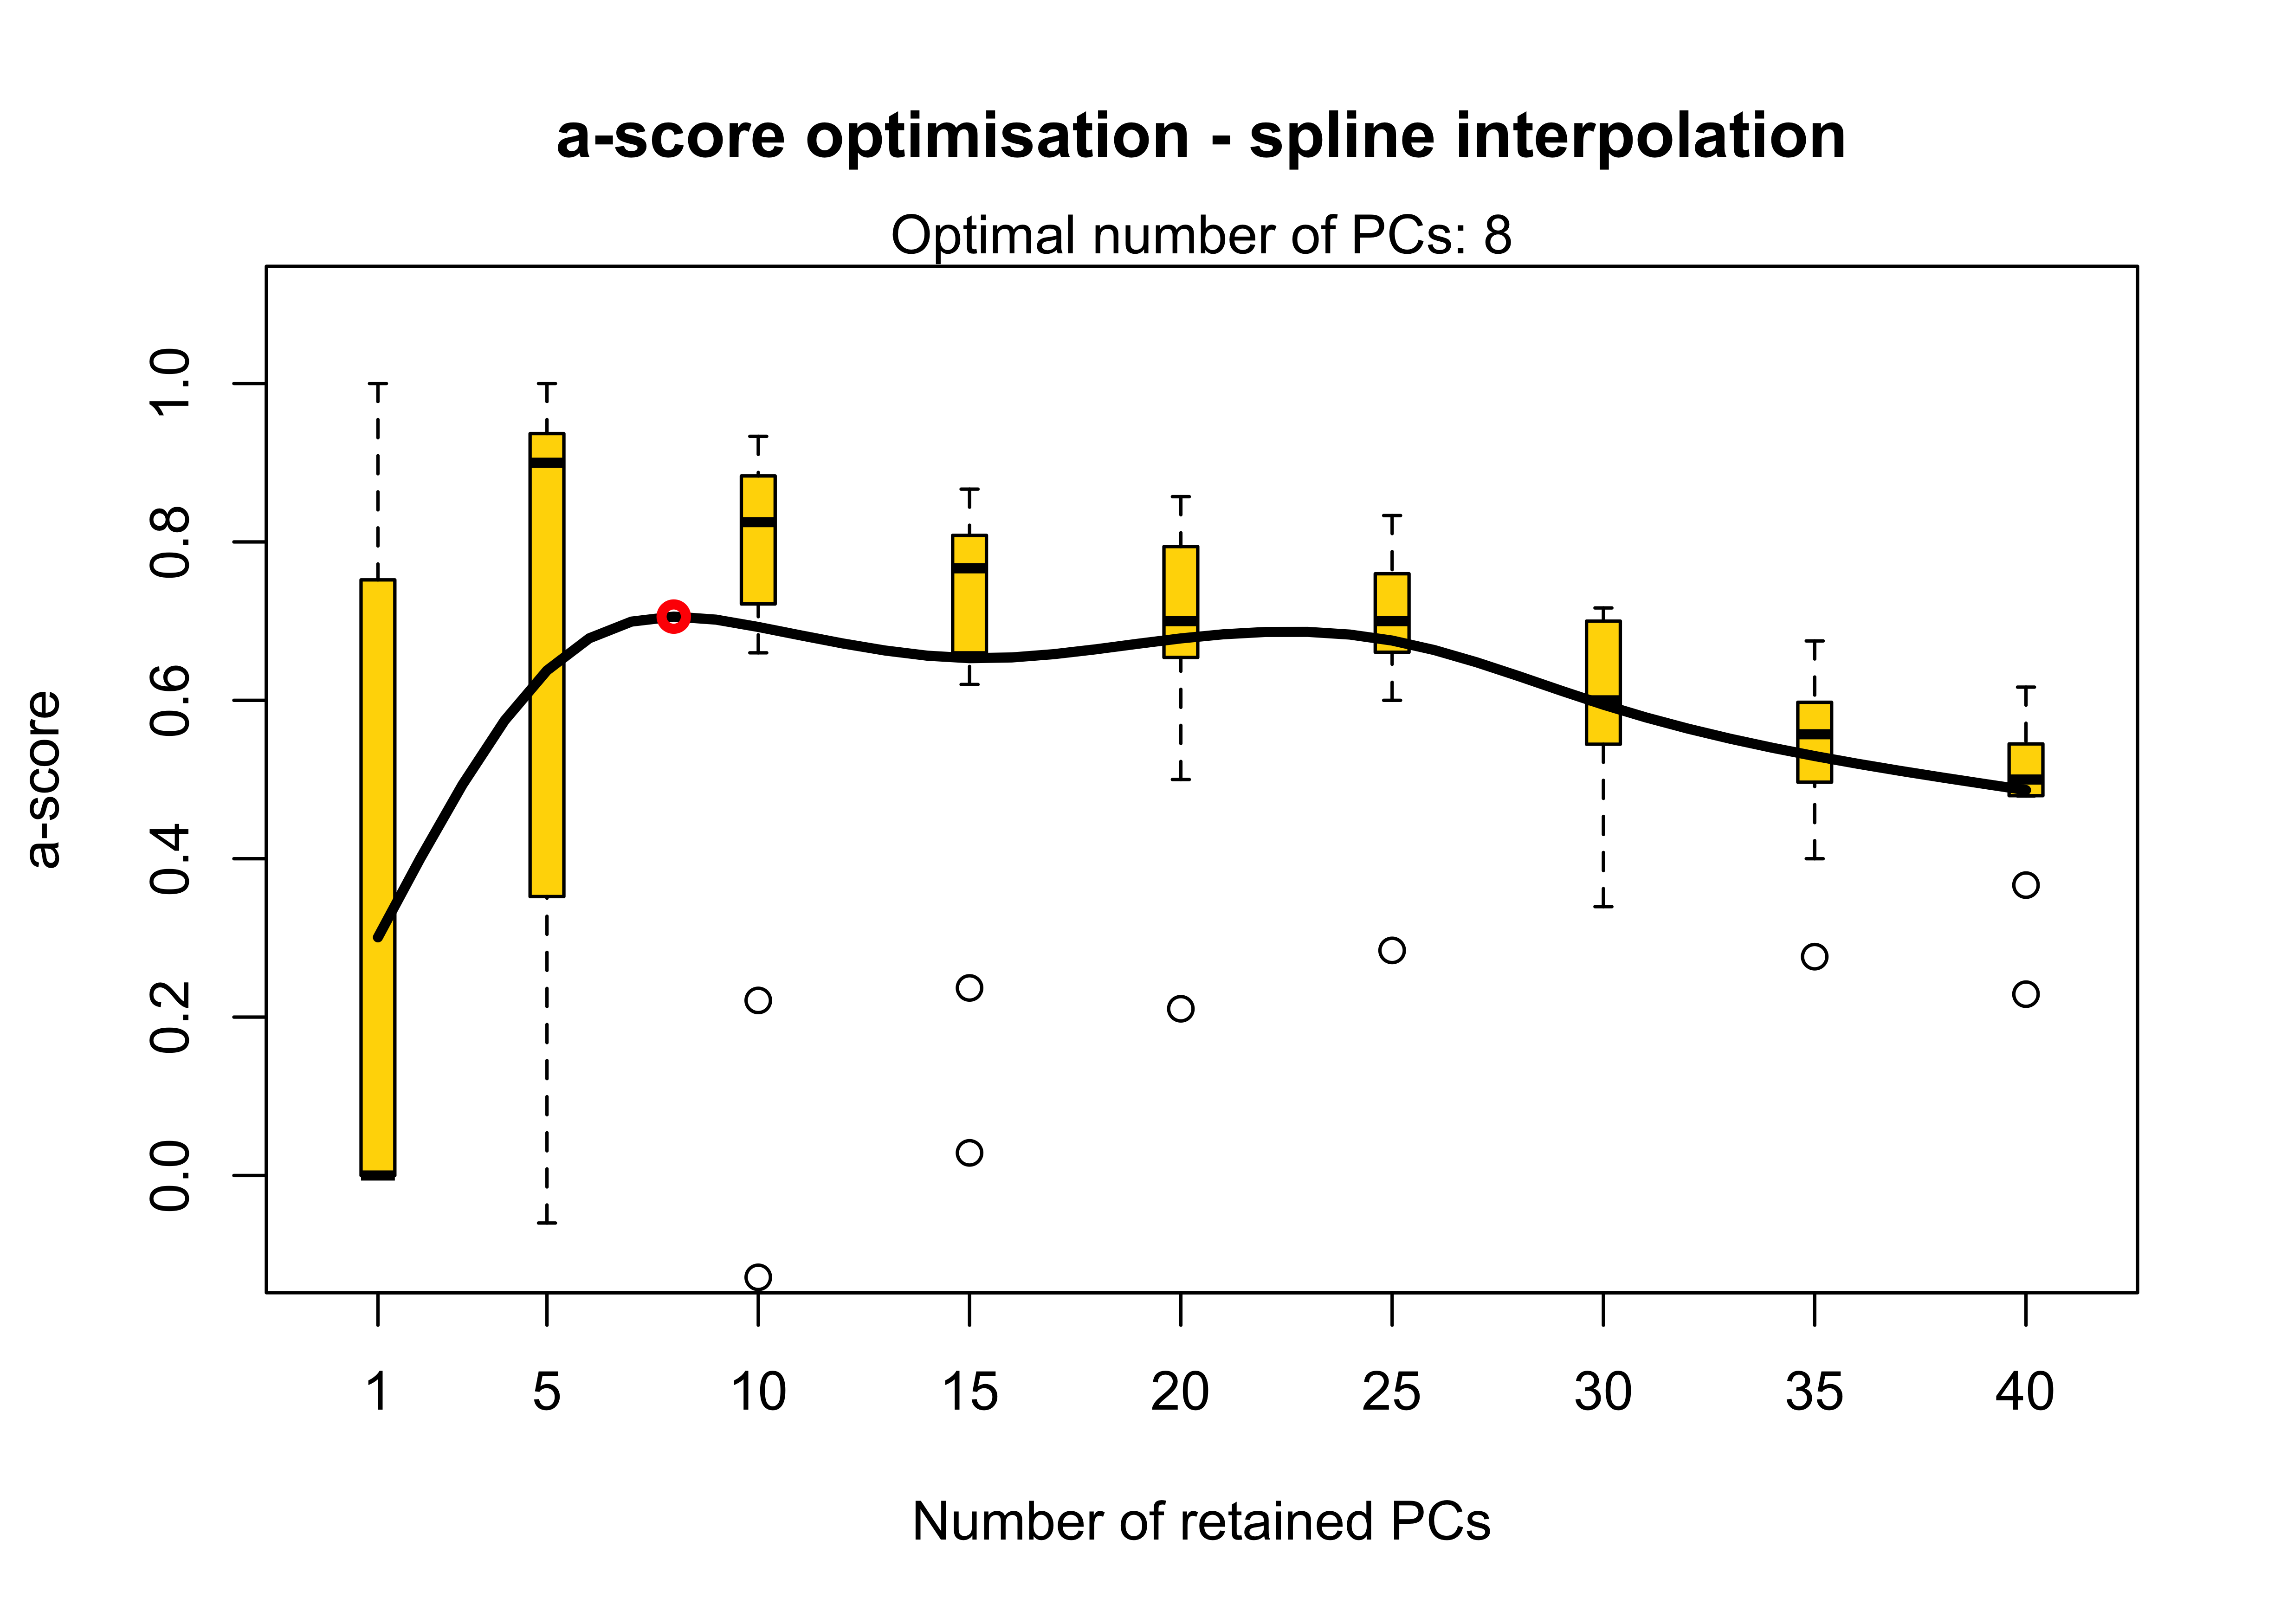 a-score optimisation - spline interpolation
Optimal number of PCs: 8
a-score
1.0
0.8
0.6
0.4
0.2
0.0
1 5 10 15 20 25 30 35 40
Number of retained PCs